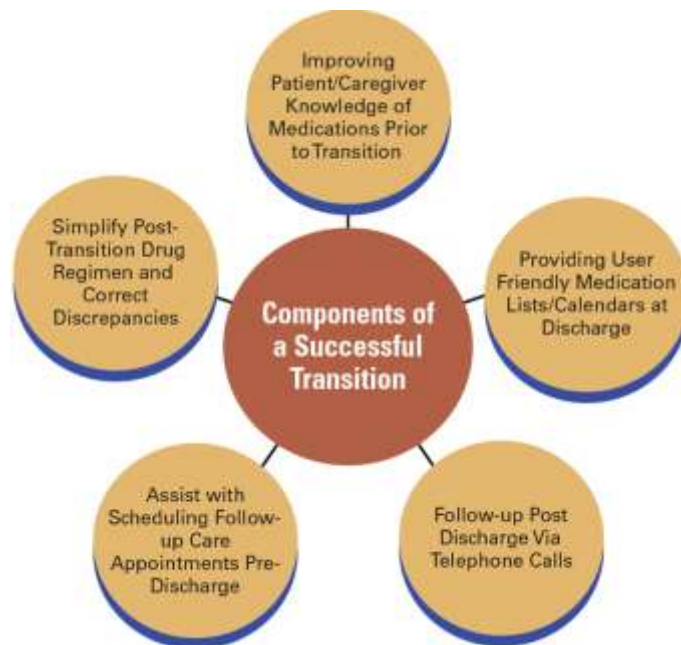 Improving
Patient/Caregiver
Knowledge of
Medications Prior
to Transition
Simplify Post-
Transition Drug
Regimen and
Correct
Discrepancies
Providing User
Friendly Medication
Lists/Calendars at
Discharge
Components of
a Successful
Transition
Assist with
Scheduling Follow-
up Care
Appointments Pre-
Discharge
Follow-up Post
Discharge Via
Telephone Calls